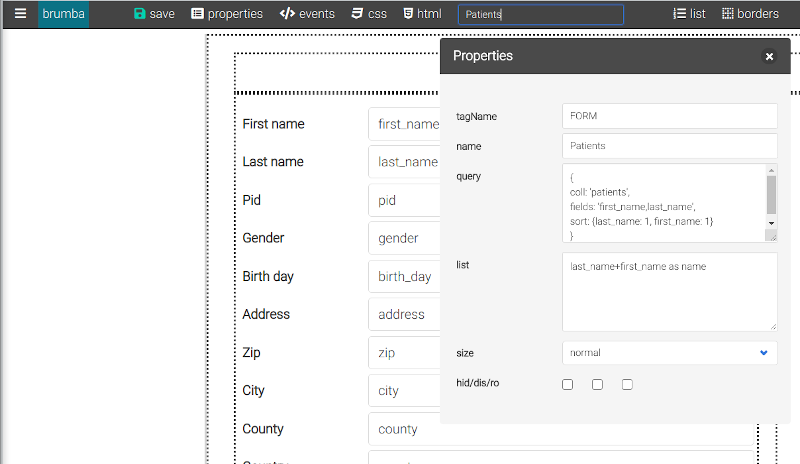 brumba save properties events css html Patients list borders
Properties
tagName FORM
name Patients
query {
coll: 'patients',
fields: 'first_name,last_name',
sort: {last_name: 1, first_name: 1}
}
list last_name+first_name as name
size normal
hid/dis/ro
First name first_name
Last name last_name
Pid pid
Gender gender
Birth day birth_day
Address address
Zip zip
City city
County county